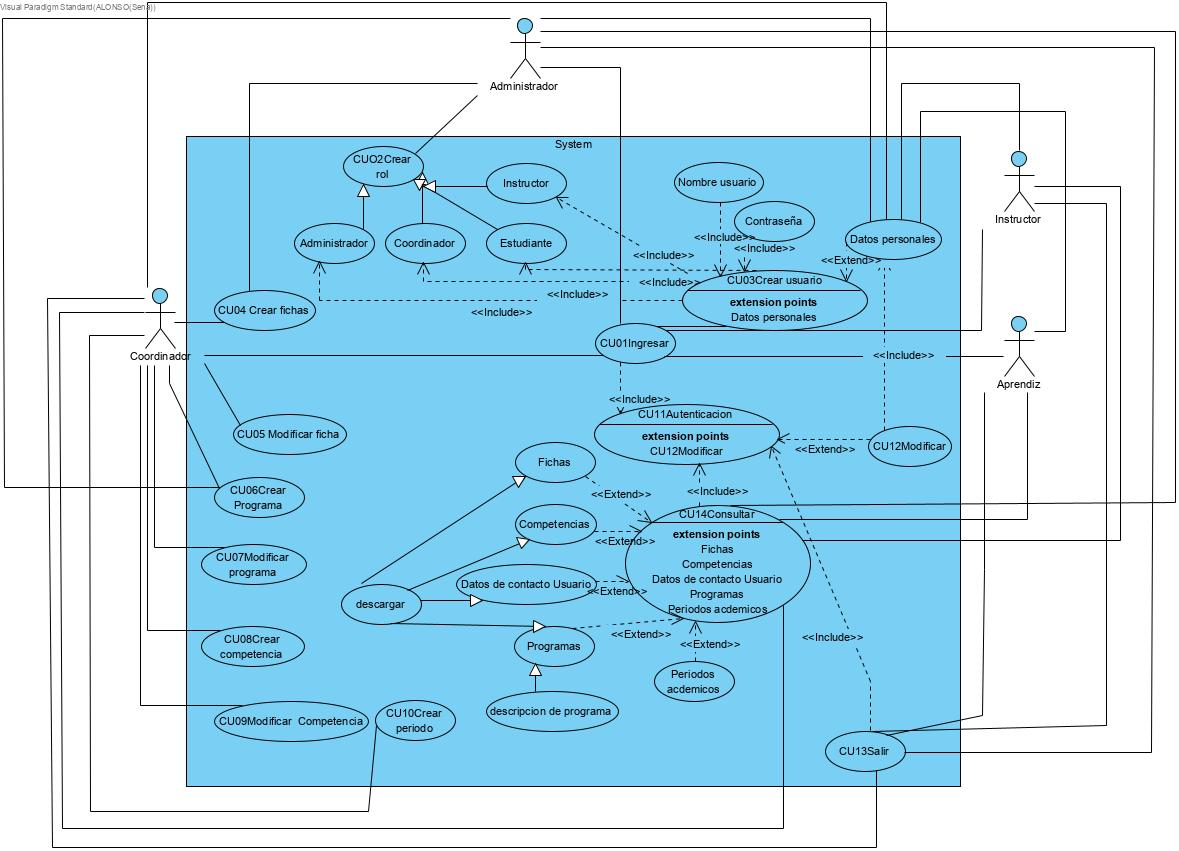 Visual Paradigm Standard(ALONSO(Sena))
Administrador
System
CUO2Crear
rol
Instructor
Nombre usuario
Contraseña
Instructor
Administrador
Coordinador
Estudiante
<<Include>>
<<Include>>
Datos personales
<<Include>>
<<Extend>>
<<Include>>
CU03Crear usuario
<<Include>>
extension points
Datos personales
CU04 Crear fichas
<<Include>>
CU01Ingresar
Coordinador
<<Include>>
Aprendiz
<<Include>>
CU11Autenticacion
extension points
CU12Modificar
CU05 Modificar ficha
CU12Modificar
<<Extend>>
Fichas
CU06Crear
Programa
<<Extend>>
<<Include>>
CU14Consultar
extension points
Fichas
Competencias
Datos de contacto Usuario
Programas
Periodos acdemicos
Competencias
<<Extend>>
CU07Modificar
programa
Datos de contacto Usuario
<<Extend>>
descargar
<<Extend>>
<<Include>>
CU08Crear
competencia
Programas
<<Extend>>
Periodos
acdemicos
descripcion de programa
CU09Modificar  Competencia
CU10Crear
periodo
CU13Salir